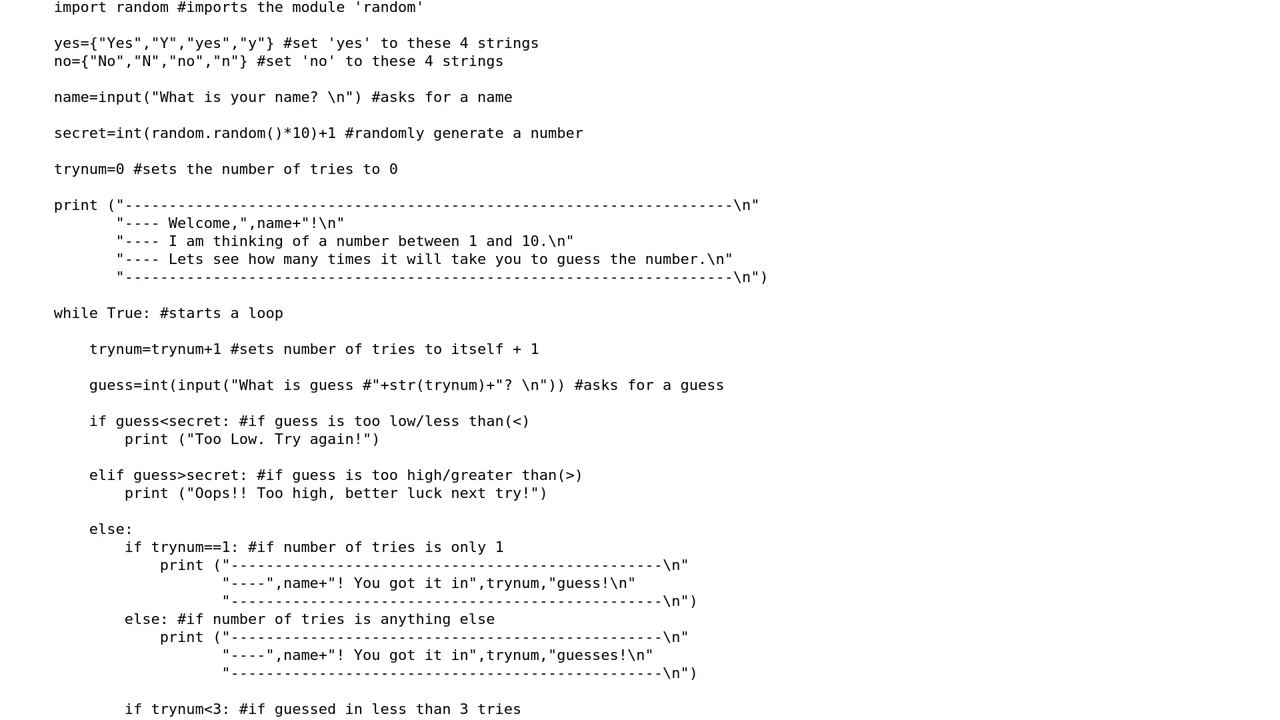 import random #imports the module 'random'
yes={"Yes","Y","yes","y"} #set 'yes' to these 4 strings
no={"No","N","no","n"} #set 'no' to these 4 strings
name=input("What is your name? \n") #asks for a name
secret=int(random.random()*10)+1 #randomly generate a number
trynum=0 #sets the number of tries to 0
print ("---------------------------------------------------------------------\n"
"---- Welcome,",name+"!\n"
"---- I am thinking of a number between 1 and 10.\n"
"---- Lets see how many times it will take you to guess the number.\n"
"---------------------------------------------------------------------\n")
while True: #starts a loop
trynum=trynum+1 #sets number of tries to itself + 1
guess=int(input("What is guess #"+str(trynum)+"? \n")) #asks for a guess
if guess<secret: #if guess is too low/less than(<)
print ("Too Low. Try again!")
elif guess>secret: #if guess is too high/greater than(>)
print ("Oops!! Too high, better luck next try!")
else:
if trynum==1: #if number of tries is only 1
print ("-------------------------------------------------\n"
"----",name+"! You got it in",trynum,"guess!\n"
"-------------------------------------------------\n")
else: #if number of tries is anything else
print ("-------------------------------------------------\n"
"----",name+"! You got it in",trynum,"guesses!\n"
"-------------------------------------------------\n")
if trynum<3: #if guessed in less than 3 tries